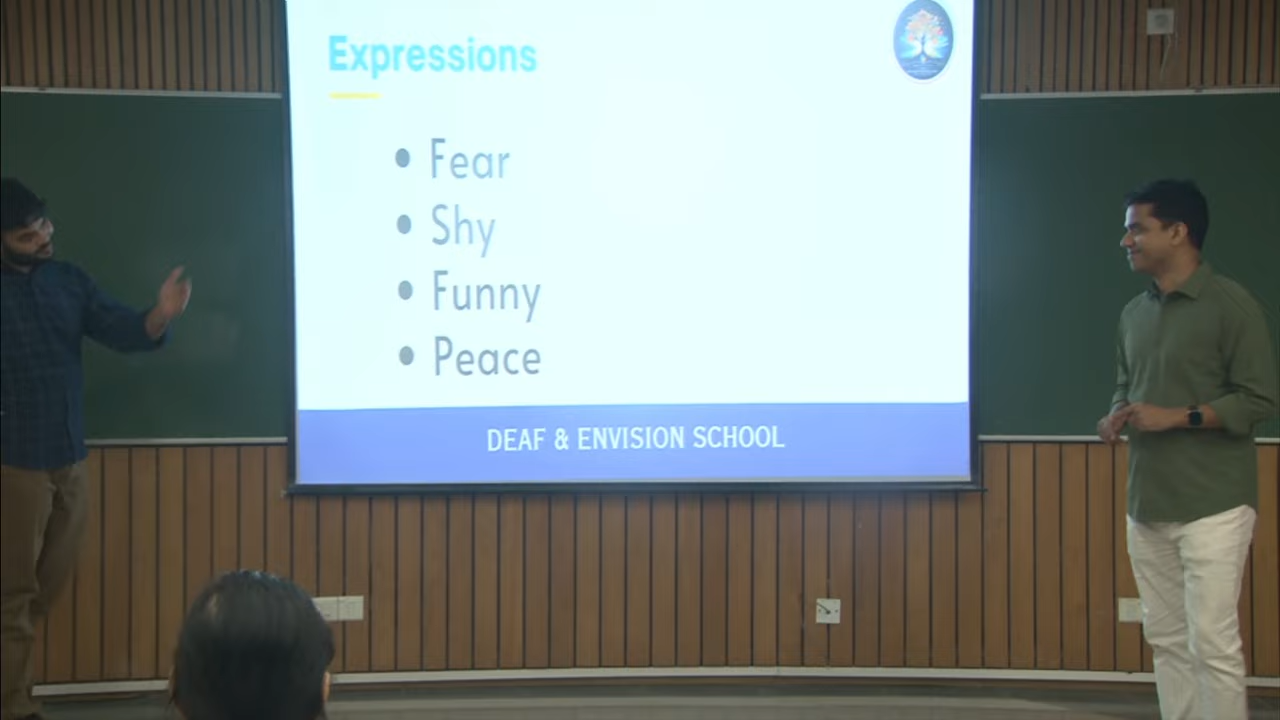 Expressions
• Fear
• Shy
• Funny
• Peace
DEAF & ENVISION SCHOOL